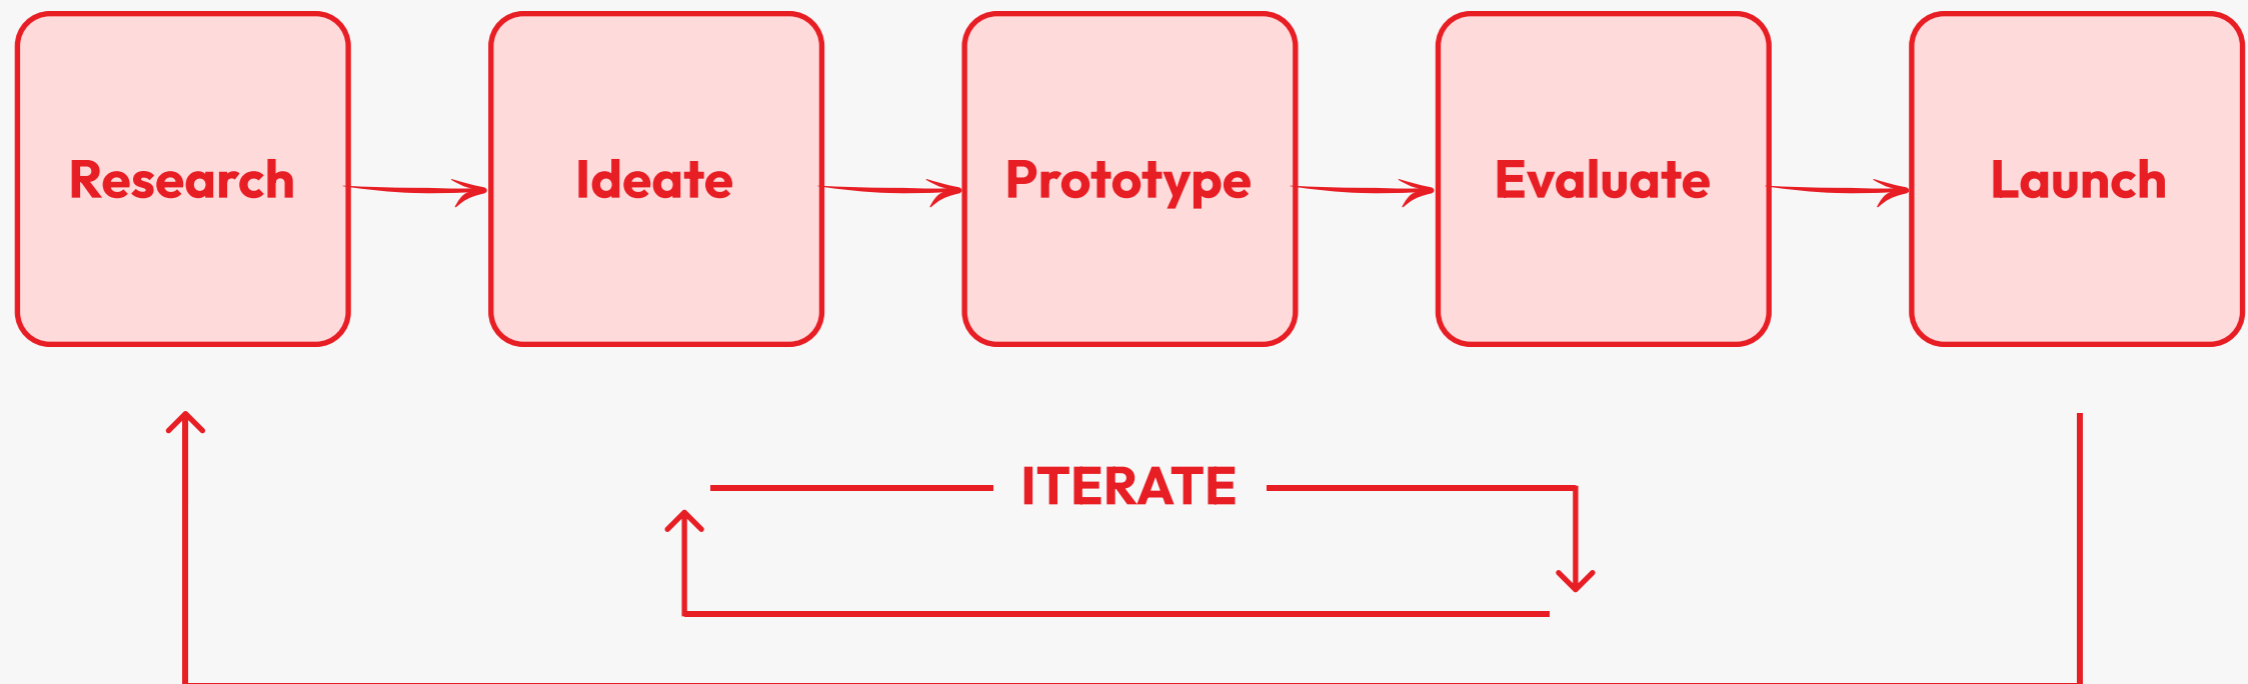 Research
Ideate
Prototype
Evaluate
Launch
ITERATE